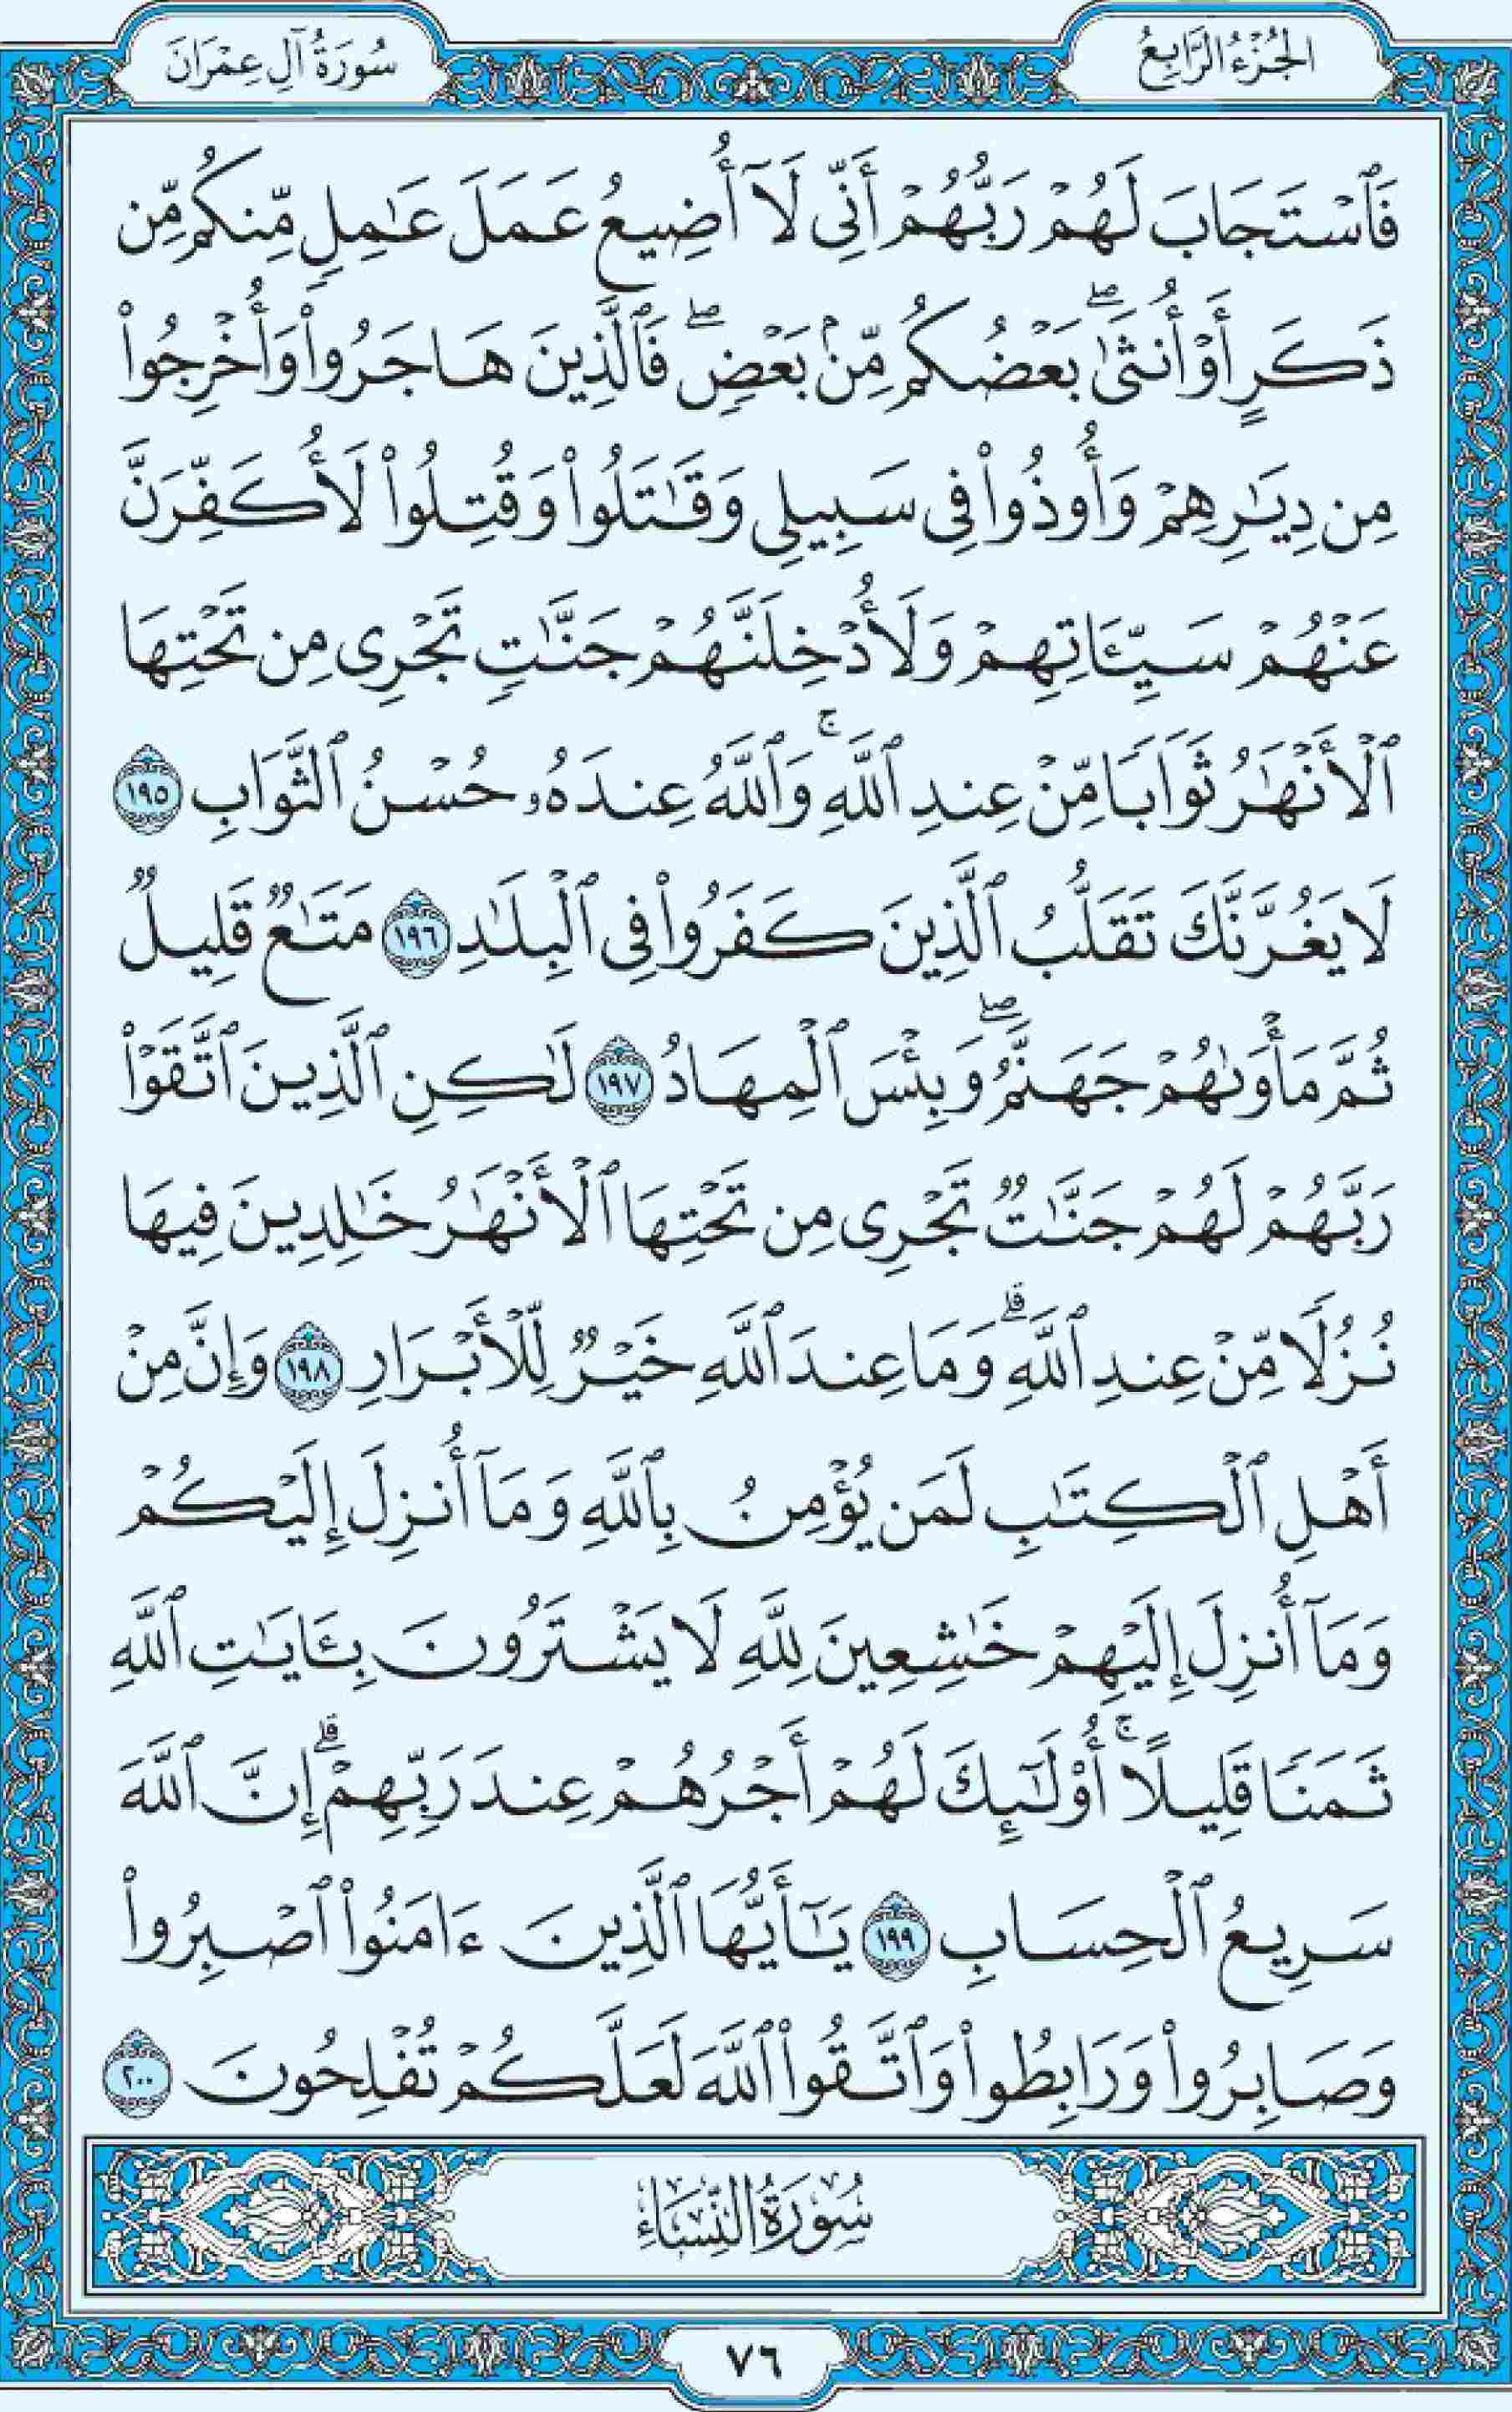 الجُزْءُ الرَّابِعُ
سُورَةُ آلِ عِمْرَانَ
فَٱسْتَجَابَ لَهُمْ رَبُّهُمْ أَنِّى لَآ أُضِيعُ عَمَلَ عَٰمِلٍ مِّنكُم مِّن
ذَكَرٍ أَوْ أُنثَىٰۖ بَعْضُكُم مِّنۢ بَعْضٍۖ فَٱلَّذِينَ هَاجَرُوا۟ وَأُخْرِجُوا۟
مِن دِيَٰرِهِمْ وَأُوذُوا۟ فِى سَبِيلِى وَقَٰتَلُوا۟ وَقُتِلُوا۟ لَأُكَفِّرَنَّ
عَنْهُمْ سَيِّـَٔاتِهِمْ وَلَأُدْخِلَنَّهُمْ جَنَّٰتٍ تَجْرِى مِن تَحْتِهَا
ٱلْأَنْهَٰرُ ثَوَابًا مِّنْ عِندِ ٱللَّهِۚ وَٱللَّهُ عِندَهُۥ حُسْنُ ٱلثَّوَابِ ١٩٥
لَا يَغُرَّنَّكَ تَقَلُّبُ ٱلَّذِينَ كَفَرُوا۟ فِى ٱلْبِلَٰدِ ١٩٦ مَتَٰعٌ قَلِيلٌ
ثُمَّ مَأْوَىٰهُمْ جَهَنَّمُۖ وَبِئْسَ ٱلْمِهَادُ ١٩٧ لَٰكِنِ ٱلَّذِينَ ٱتَّقَوْا۟
رَبَّهُمْ لَهُمْ جَنَّٰتٌ تَجْرِى مِن تَحْتِهَا ٱلْأَنْهَٰرُ خَٰلِدِينَ فِيهَا
نُزُلًا مِّنْ عِندِ ٱللَّهِۗ وَمَا عِندَ ٱللَّهِ خَيْرٌ لِّلْأَبْرَارِ ١٩٨ وَإِنَّ مِنْ
أَهْلِ ٱلْكِتَٰبِ لَمَن يُؤْمِنُ بِٱللَّهِ وَمَآ أُنزِلَ إِلَيْكُمْ
وَمَآ أُنزِلَ إِلَيْهِمْ خَٰشِعِينَ لِلَّهِ لَا يَشْتَرُونَ بِـَٔايَٰتِ ٱللَّهِ
ثَمَنًا قَلِيلًاۚ أُو۟لَٰٓئِكَ لَهُمْ أَجْرُهُمْ عِندَ رَبِّهِمْۗ إِنَّ ٱللَّهَ
سَرِيعُ ٱلْحِسَابِ ١٩٩ يَٰٓأَيُّهَا ٱلَّذِينَ ءَامَنُوا۟ ٱصْبِرُوا۟
وَصَابِرُوا۟ وَرَابِطُوا۟ وَٱتَّقُوا۟ ٱللَّهَ لَعَلَّكُمْ تُفْلِحُونَ ٢٠٠
سُورَةُ النِّسَاءِ
٧٦